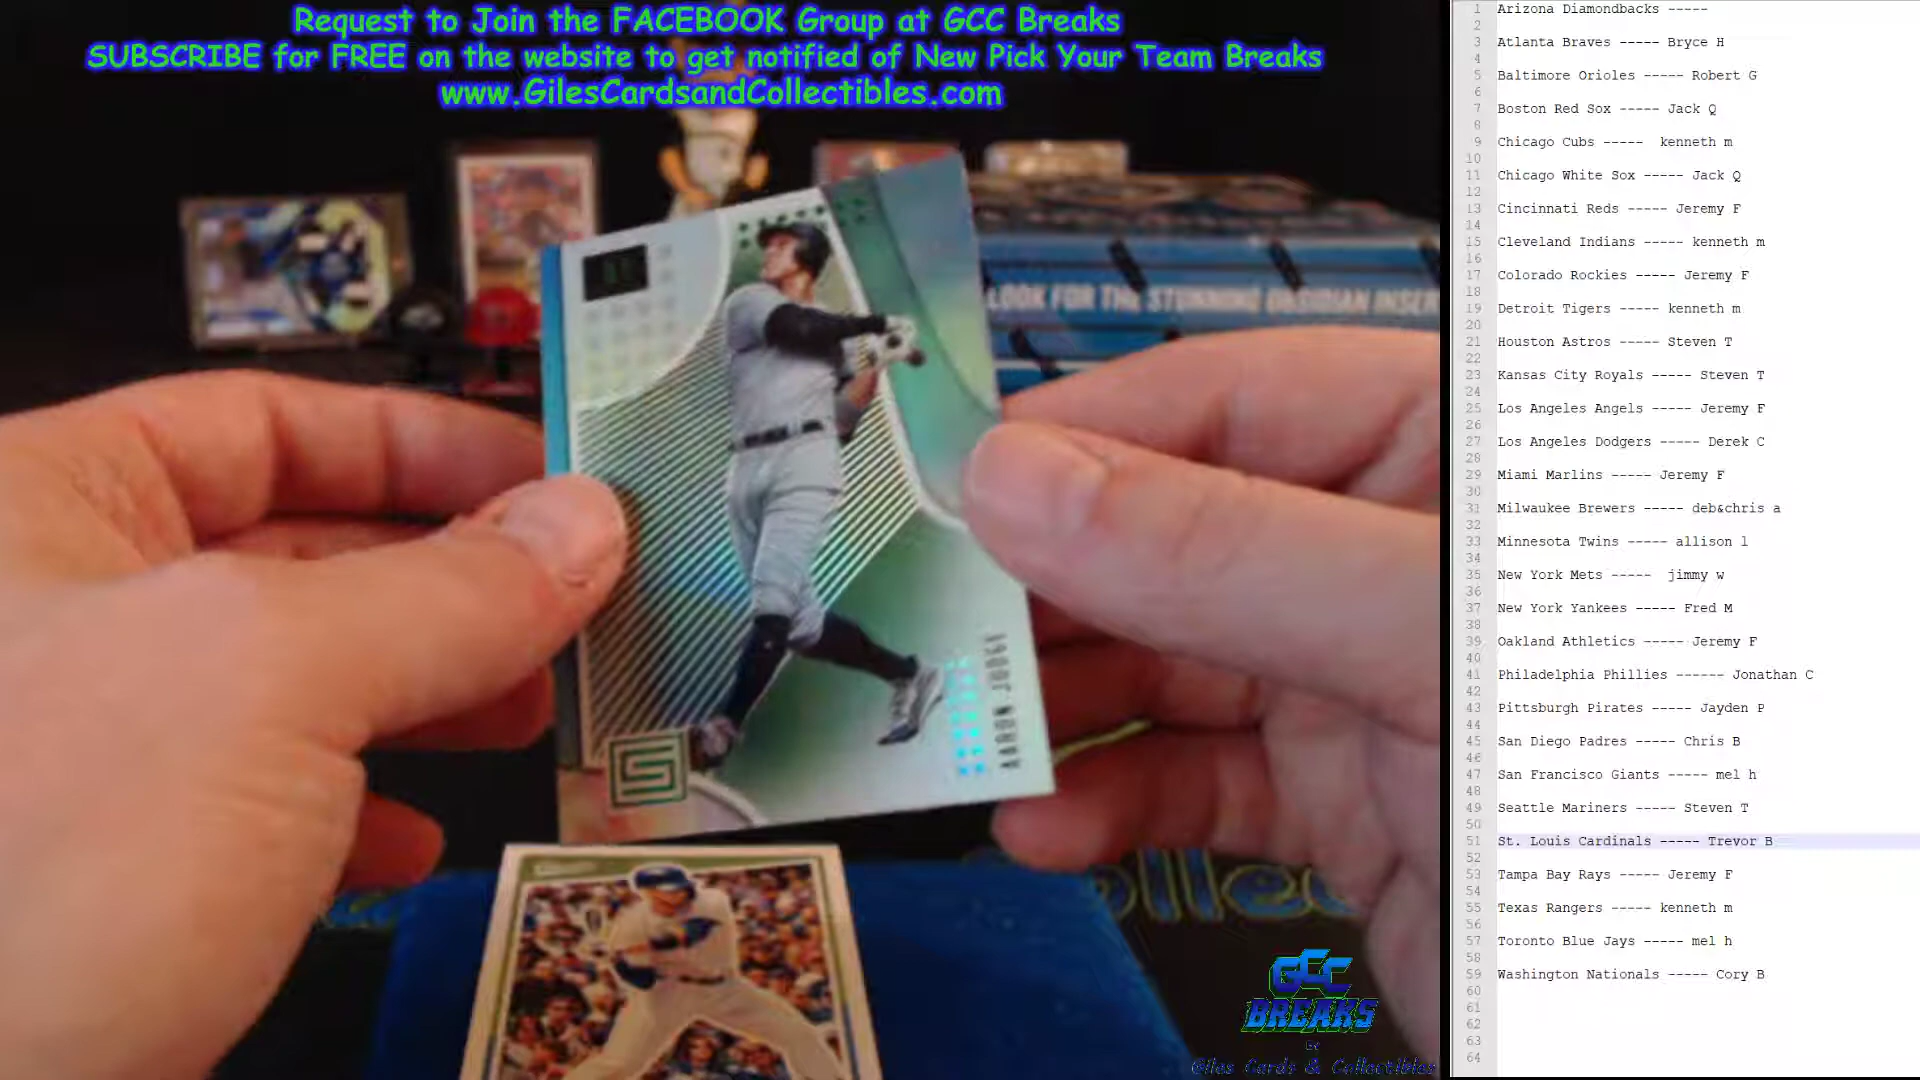 Request to Join the FACEBOOK Group at GCC Breaks
SUBSCRIBE for FREE on the website to get notified of New Pick Your Team Breaks
www.GilesCardsandCollectibles.com
LOOK FOR THE STUNNING OBSIDIAN INSER
AARON JUDGE
S
Collec
GCC
BREAKS
By
Giles Cards & Collectibles
1 Arizona Diamondbacks -----
2
3 Atlanta Braves ----- Bryce H
4
5 Baltimore Orioles ----- Robert G
6
7 Boston Red Sox ----- Jack Q
8
9 Chicago Cubs ----- kenneth m
10
11 Chicago White Sox ----- Jack Q
12
13 Cincinnati Reds ----- Jeremy F
14
15 Cleveland Indians ----- kenneth m
16
17 Colorado Rockies ----- Jeremy F
18
19 Detroit Tigers ----- kenneth m
20
21 Houston Astros ----- Steven T
22
23 Kansas City Royals ----- Steven T
24
25 Los Angeles Angels ----- Jeremy F
26
27 Los Angeles Dodgers ----- Derek C
28
29 Miami Marlins ----- Jeremy F
30
31 Milwaukee Brewers ----- deb&chris a
32
33 Minnesota Twins ----- allison l
34
35 New York Mets ----- jimmy w
36
37 New York Yankees ----- Fred M
38
39 Oakland Athletics ----- Jeremy F
40
41 Philadelphia Phillies ------ Jonathan C
42
43 Pittsburgh Pirates ----- Jayden P
44
45 San Diego Padres ----- Chris B
46
47 San Francisco Giants ----- mel h
48
49 Seattle Mariners ----- Steven T
50
51 St. Louis Cardinals ----- Trevor B
52
53 Tampa Bay Rays ----- Jeremy F
54
55 Texas Rangers ----- kenneth m
56
57 Toronto Blue Jays ----- mel h
58
59 Washington Nationals ----- Cory B
60
61
62
63
64